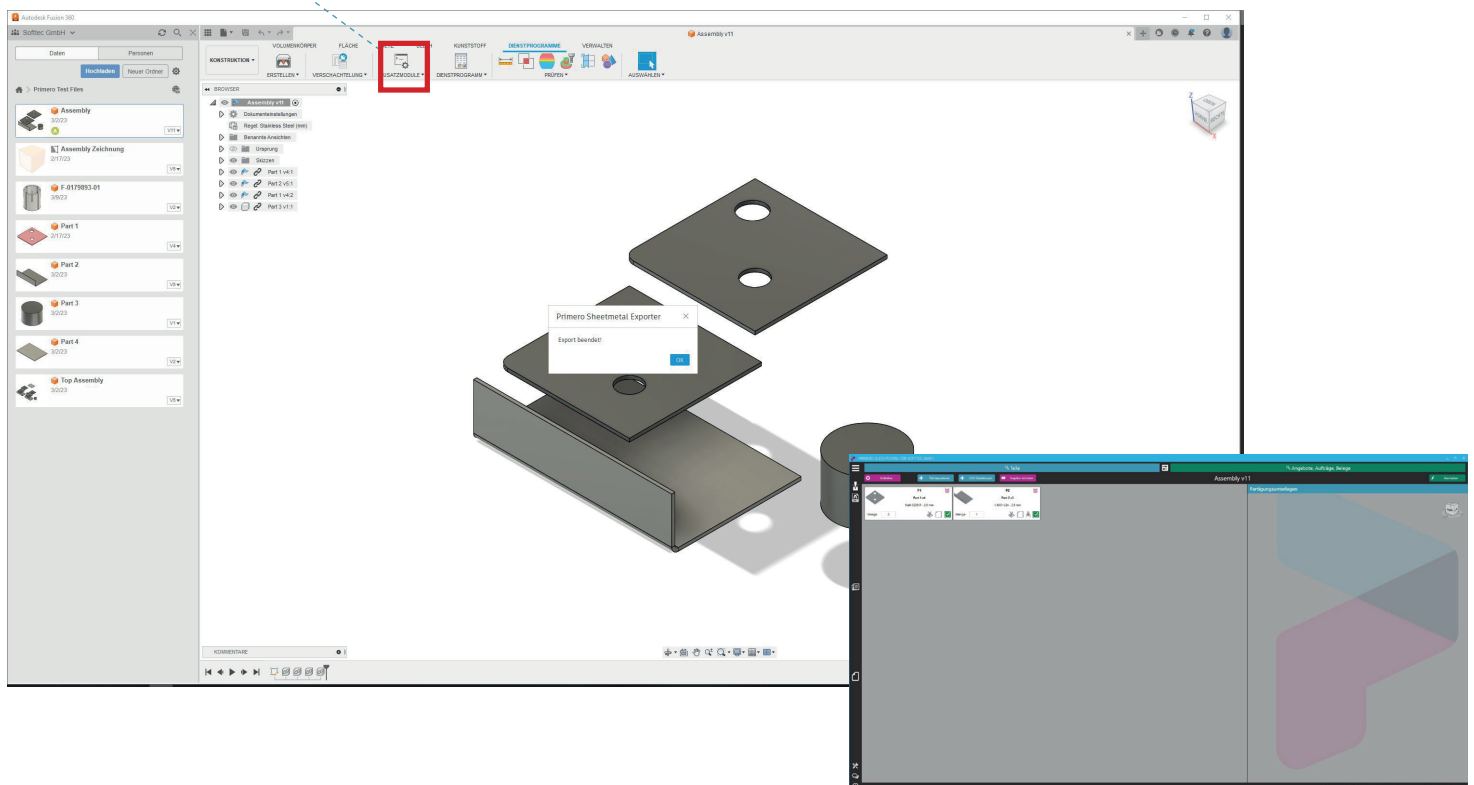 Autodesk Fusion 360
Softtec GmbH
Assembly v11
Daten
Personen
Hochladen
Neuer Ordner
Primero Test Files
Assembly
3/2/23
V11
Assembly Zeichnung
2/17/23
V8
F-0179893-01
3/9/23
V2
Part 1
2/17/23
V4
Part 2
3/2/23
V5
Part 3
3/2/23
V1
Part 4
3/2/23
V2
Top Assembly
3/2/23
V5
KONSTRUKTION
VOLUMENKÖRPER
FLÄCHE
KUNSTSTOFF
DIENSTPROGRAMME
VERWALTEN
ERSTELLEN
VERSCHACHTELUNG
ZUSATZMODULE
DIENSTPROGRAMM
PRÜFEN
AUSWÄHLEN
BROWSER
Assembly v11
Dokumenteinstellungen
Regel: Stainless Steel (mm)
Benannte Ansichten
Ursprung
Skizzen
Part 1 v4:1
Part 2 v5:1
Part 1 v4:2
Part 3 v1:1
Z
OBEN
VORNE
RECHTS
X
Primero Sheetmetal Exporter
Export beendet!
OK
KOMMENTARE
Teile
Angebote, Aufträge, Belege
Assembly v11
Fertigungsunterlagen